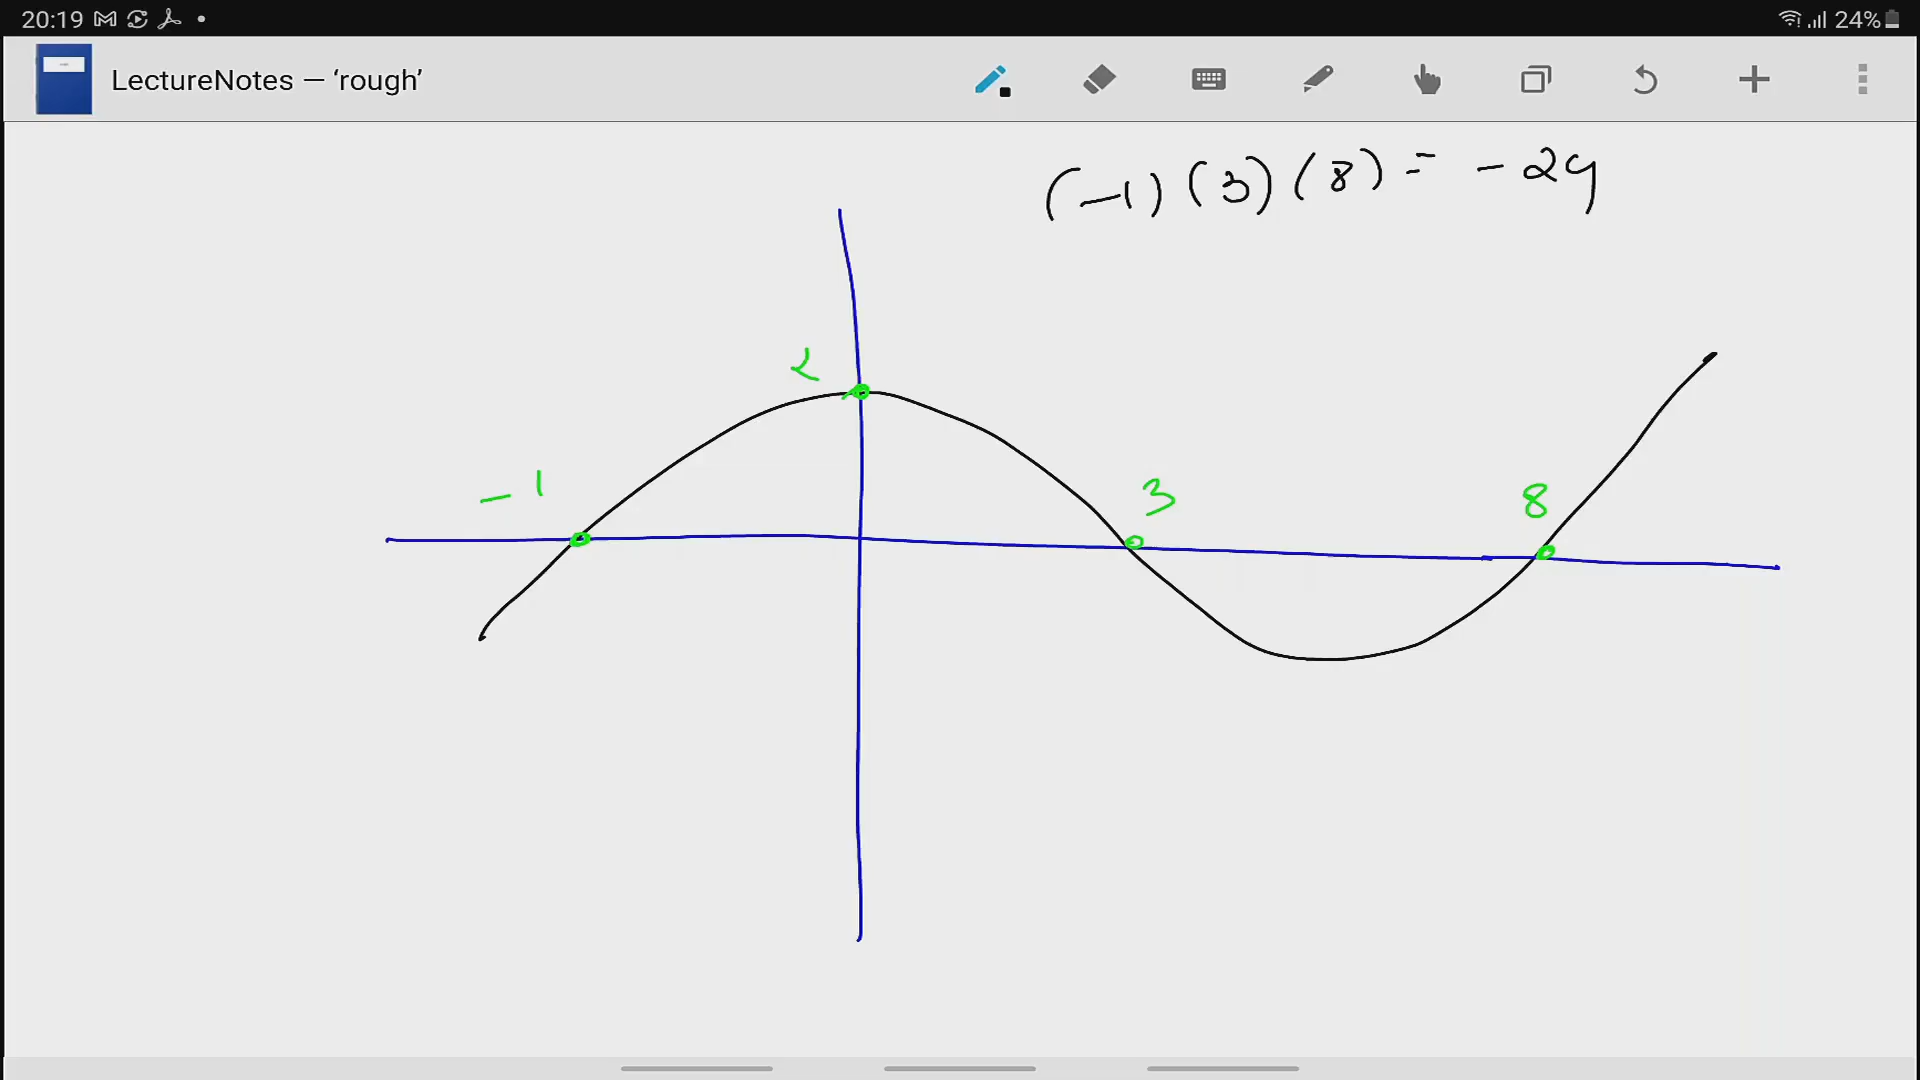 20:19 24%
LectureNotes — ‘rough’
(-1) (3) (8) = - 24
2
- 1 3 8